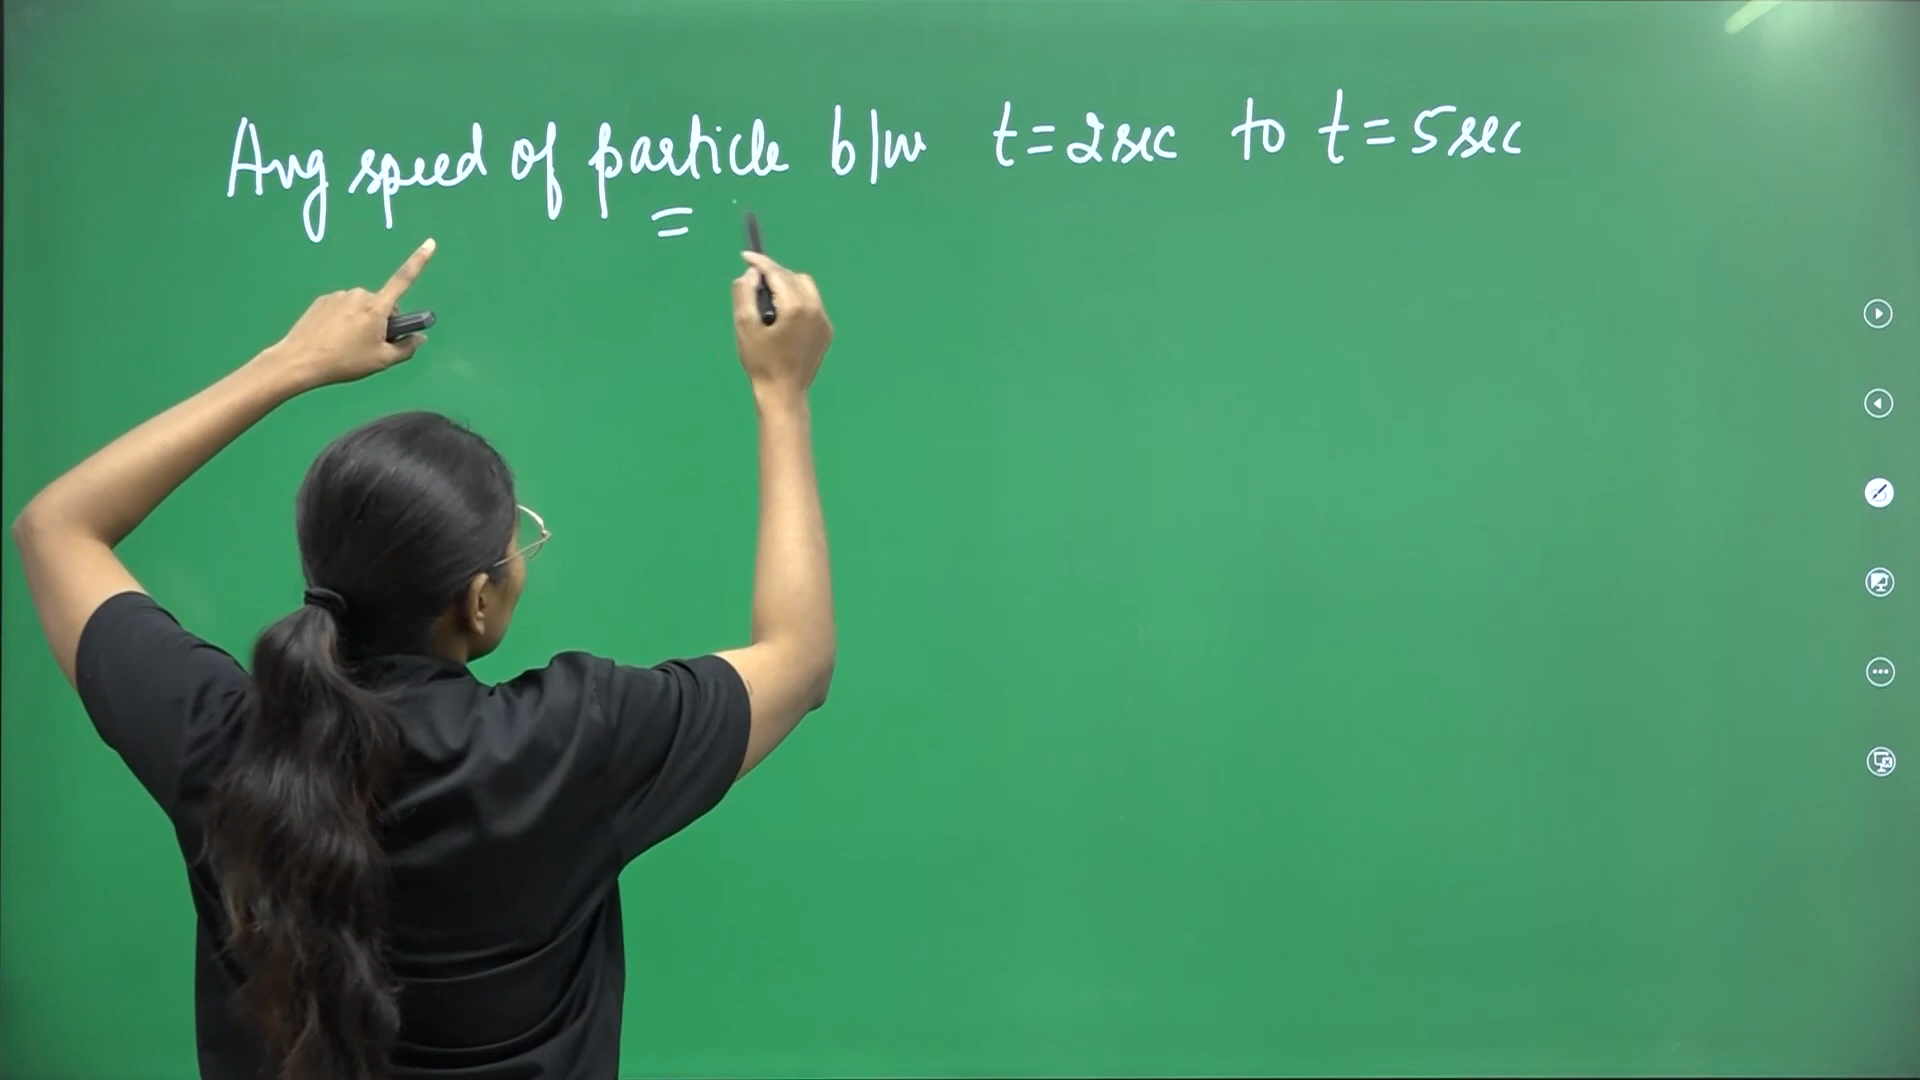 Avg speed of particle b/w t=2sec to t=5sec
=